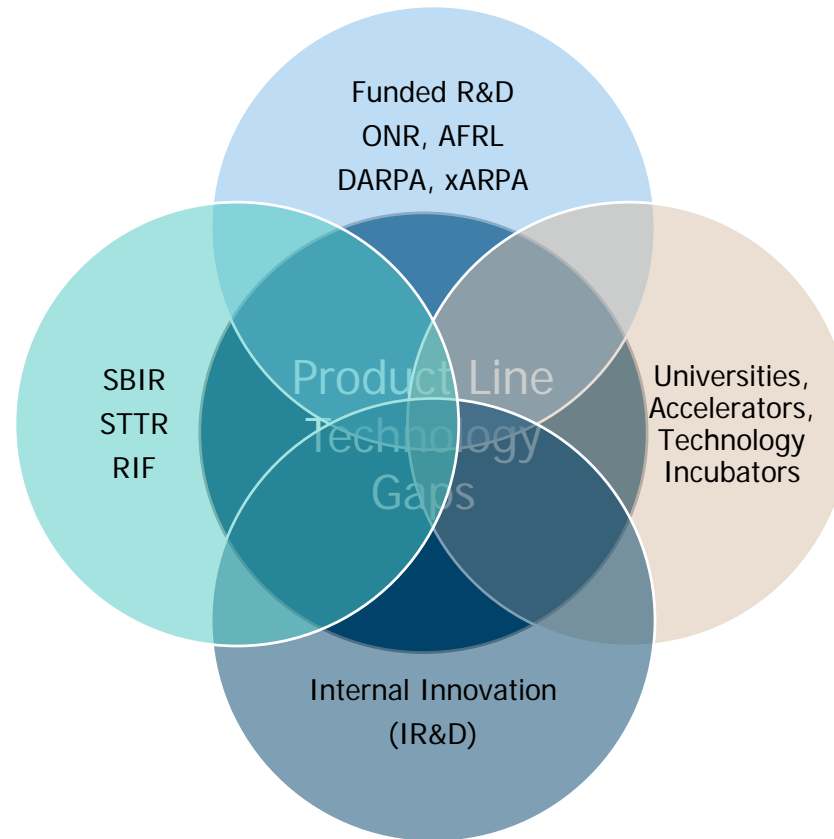 Funded R&D
ONR, AFRL
DARPA, xARPA
SBIR
STTR
RIF
Product Line
Technology
Gaps
Universities,
Accelerators,
Technology
Incubators
Internal Innovation
(IR&D)